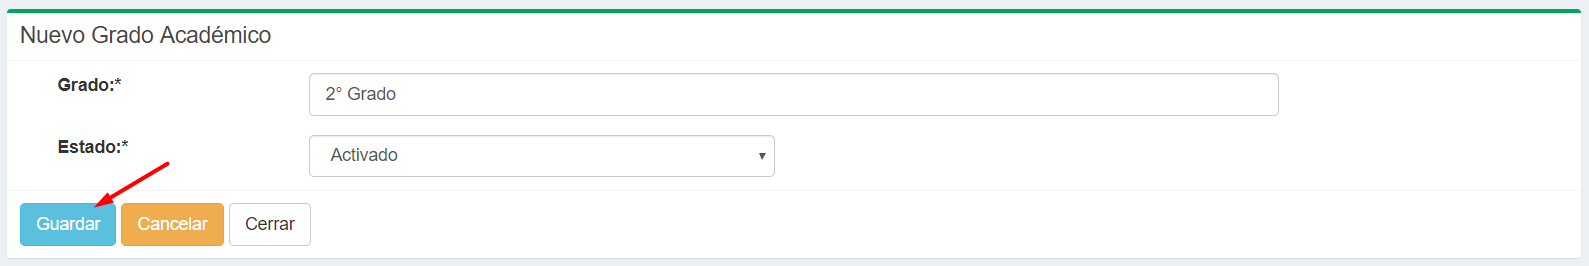 Nuevo Grado Académico
Grado:*
2° Grado
Estado:*
Activado
Guardar Cancelar Cerrar